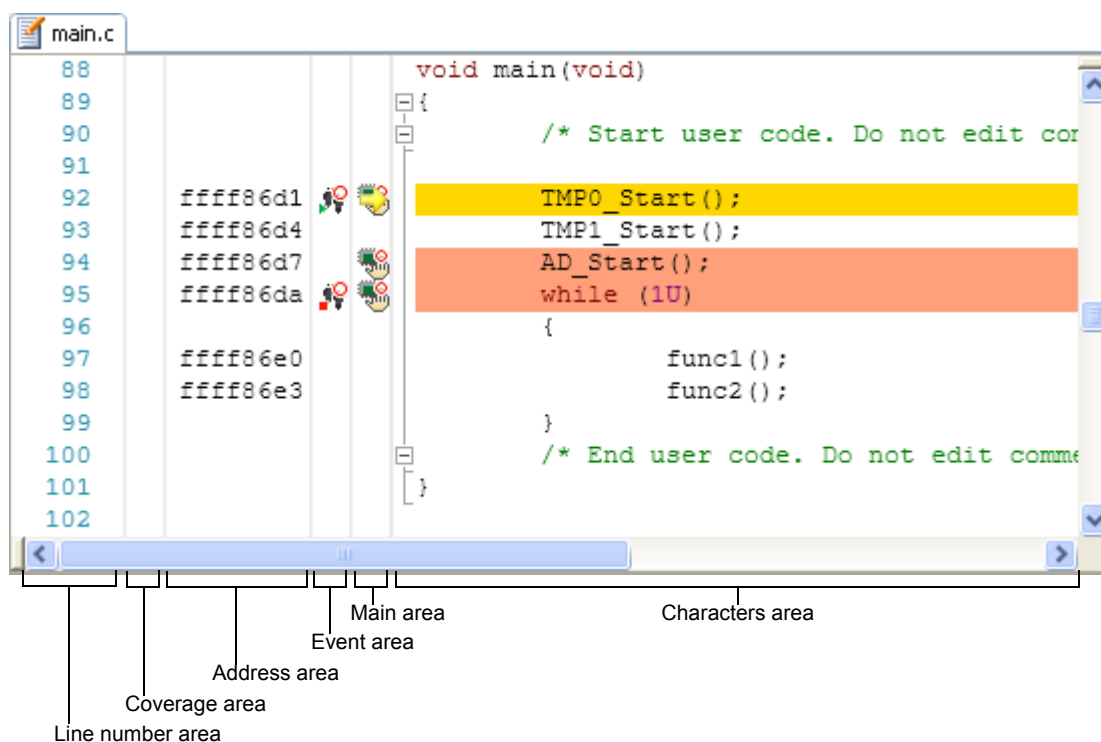 main.c
88 void main(void)
89 {
90 /* Start user code. Do not edit com
91
92 ffff86d1 TMP0_Start();
93 ffff86d4 TMP1_Start();
94 ffff86d7 AD_Start();
95 ffff86da while (1U)
96 {
97 ffff86e0 func1();
98 ffff86e3 func2();
99 }
100 /* End user code. Do not edit comme
101 }
102
Main area
Characters area
Event area
Address area
Coverage area
Line number area